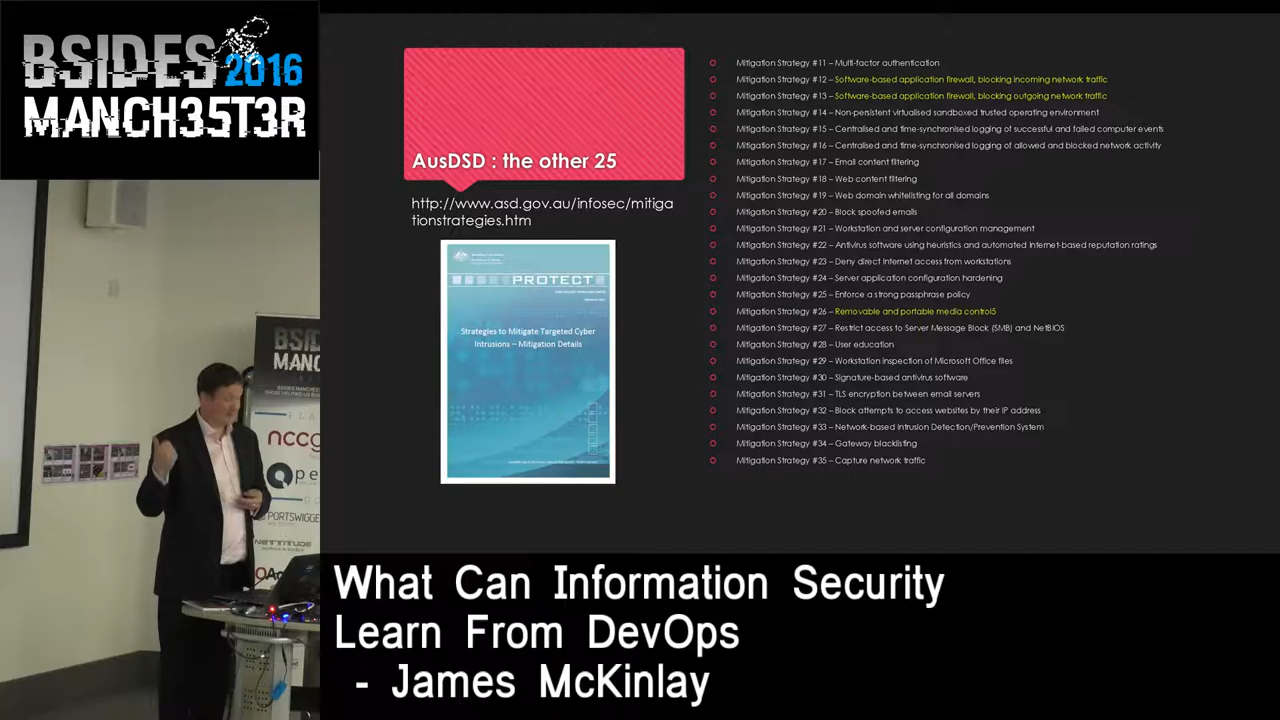 BSIDES 2016
MANCH35T3R
AusDSD : the other 25
http://www.asd.gov.au/infosec/mitiga
tionstrategies.htm
PROTECT
Strategies to Mitigate Targeted Cyber
Intrusions – Mitigation Details
Mitigation Strategy #11 – Multi-factor authentication
Mitigation Strategy #12 – Software-based application firewall, blocking incoming network traffic
Mitigation Strategy #13 – Software-based application firewall, blocking outgoing network traffic
Mitigation Strategy #14 – Non-persistent virtualised sandboxed trusted operating environment
Mitigation Strategy #15 – Centralised and time-synchronised logging of successful and failed computer events
Mitigation Strategy #16 – Centralised and time-synchronised logging of allowed and blocked network activity
Mitigation Strategy #17 – Email content filtering
Mitigation Strategy #18 – Web content filtering
Mitigation Strategy #19 – Web domain whitelisting for all domains
Mitigation Strategy #20 – Block spoofed emails
Mitigation Strategy #21 – Workstation and server configuration management
Mitigation Strategy #22 – Antivirus software using heuristics and automated Internet-based reputation ratings
Mitigation Strategy #23 – Deny direct Internet access from workstations
Mitigation Strategy #24 – Server application configuration hardening
Mitigation Strategy #25 – Enforce a strong passphrase policy
Mitigation Strategy #26 – Removable and portable media control5
Mitigation Strategy #27 – Restrict access to Server Message Block (SMB) and NetBIOS
Mitigation Strategy #28 – User education
Mitigation Strategy #29 – Workstation inspection of Microsoft Office files
Mitigation Strategy #30 – Signature-based antivirus software
Mitigation Strategy #31 – TLS encryption between email servers
Mitigation Strategy #32 – Block attempts to access websites by their IP address
Mitigation Strategy #33 – Network-based Intrusion Detection/Prevention System
Mitigation Strategy #34 – Gateway blacklisting
Mitigation Strategy #35 – Capture network traffic
BSIDE
MANC
nccg
Ope
PORTSWIGGE
NETTITUDE
What Can Information Security
Learn From DevOps
- James McKinlay